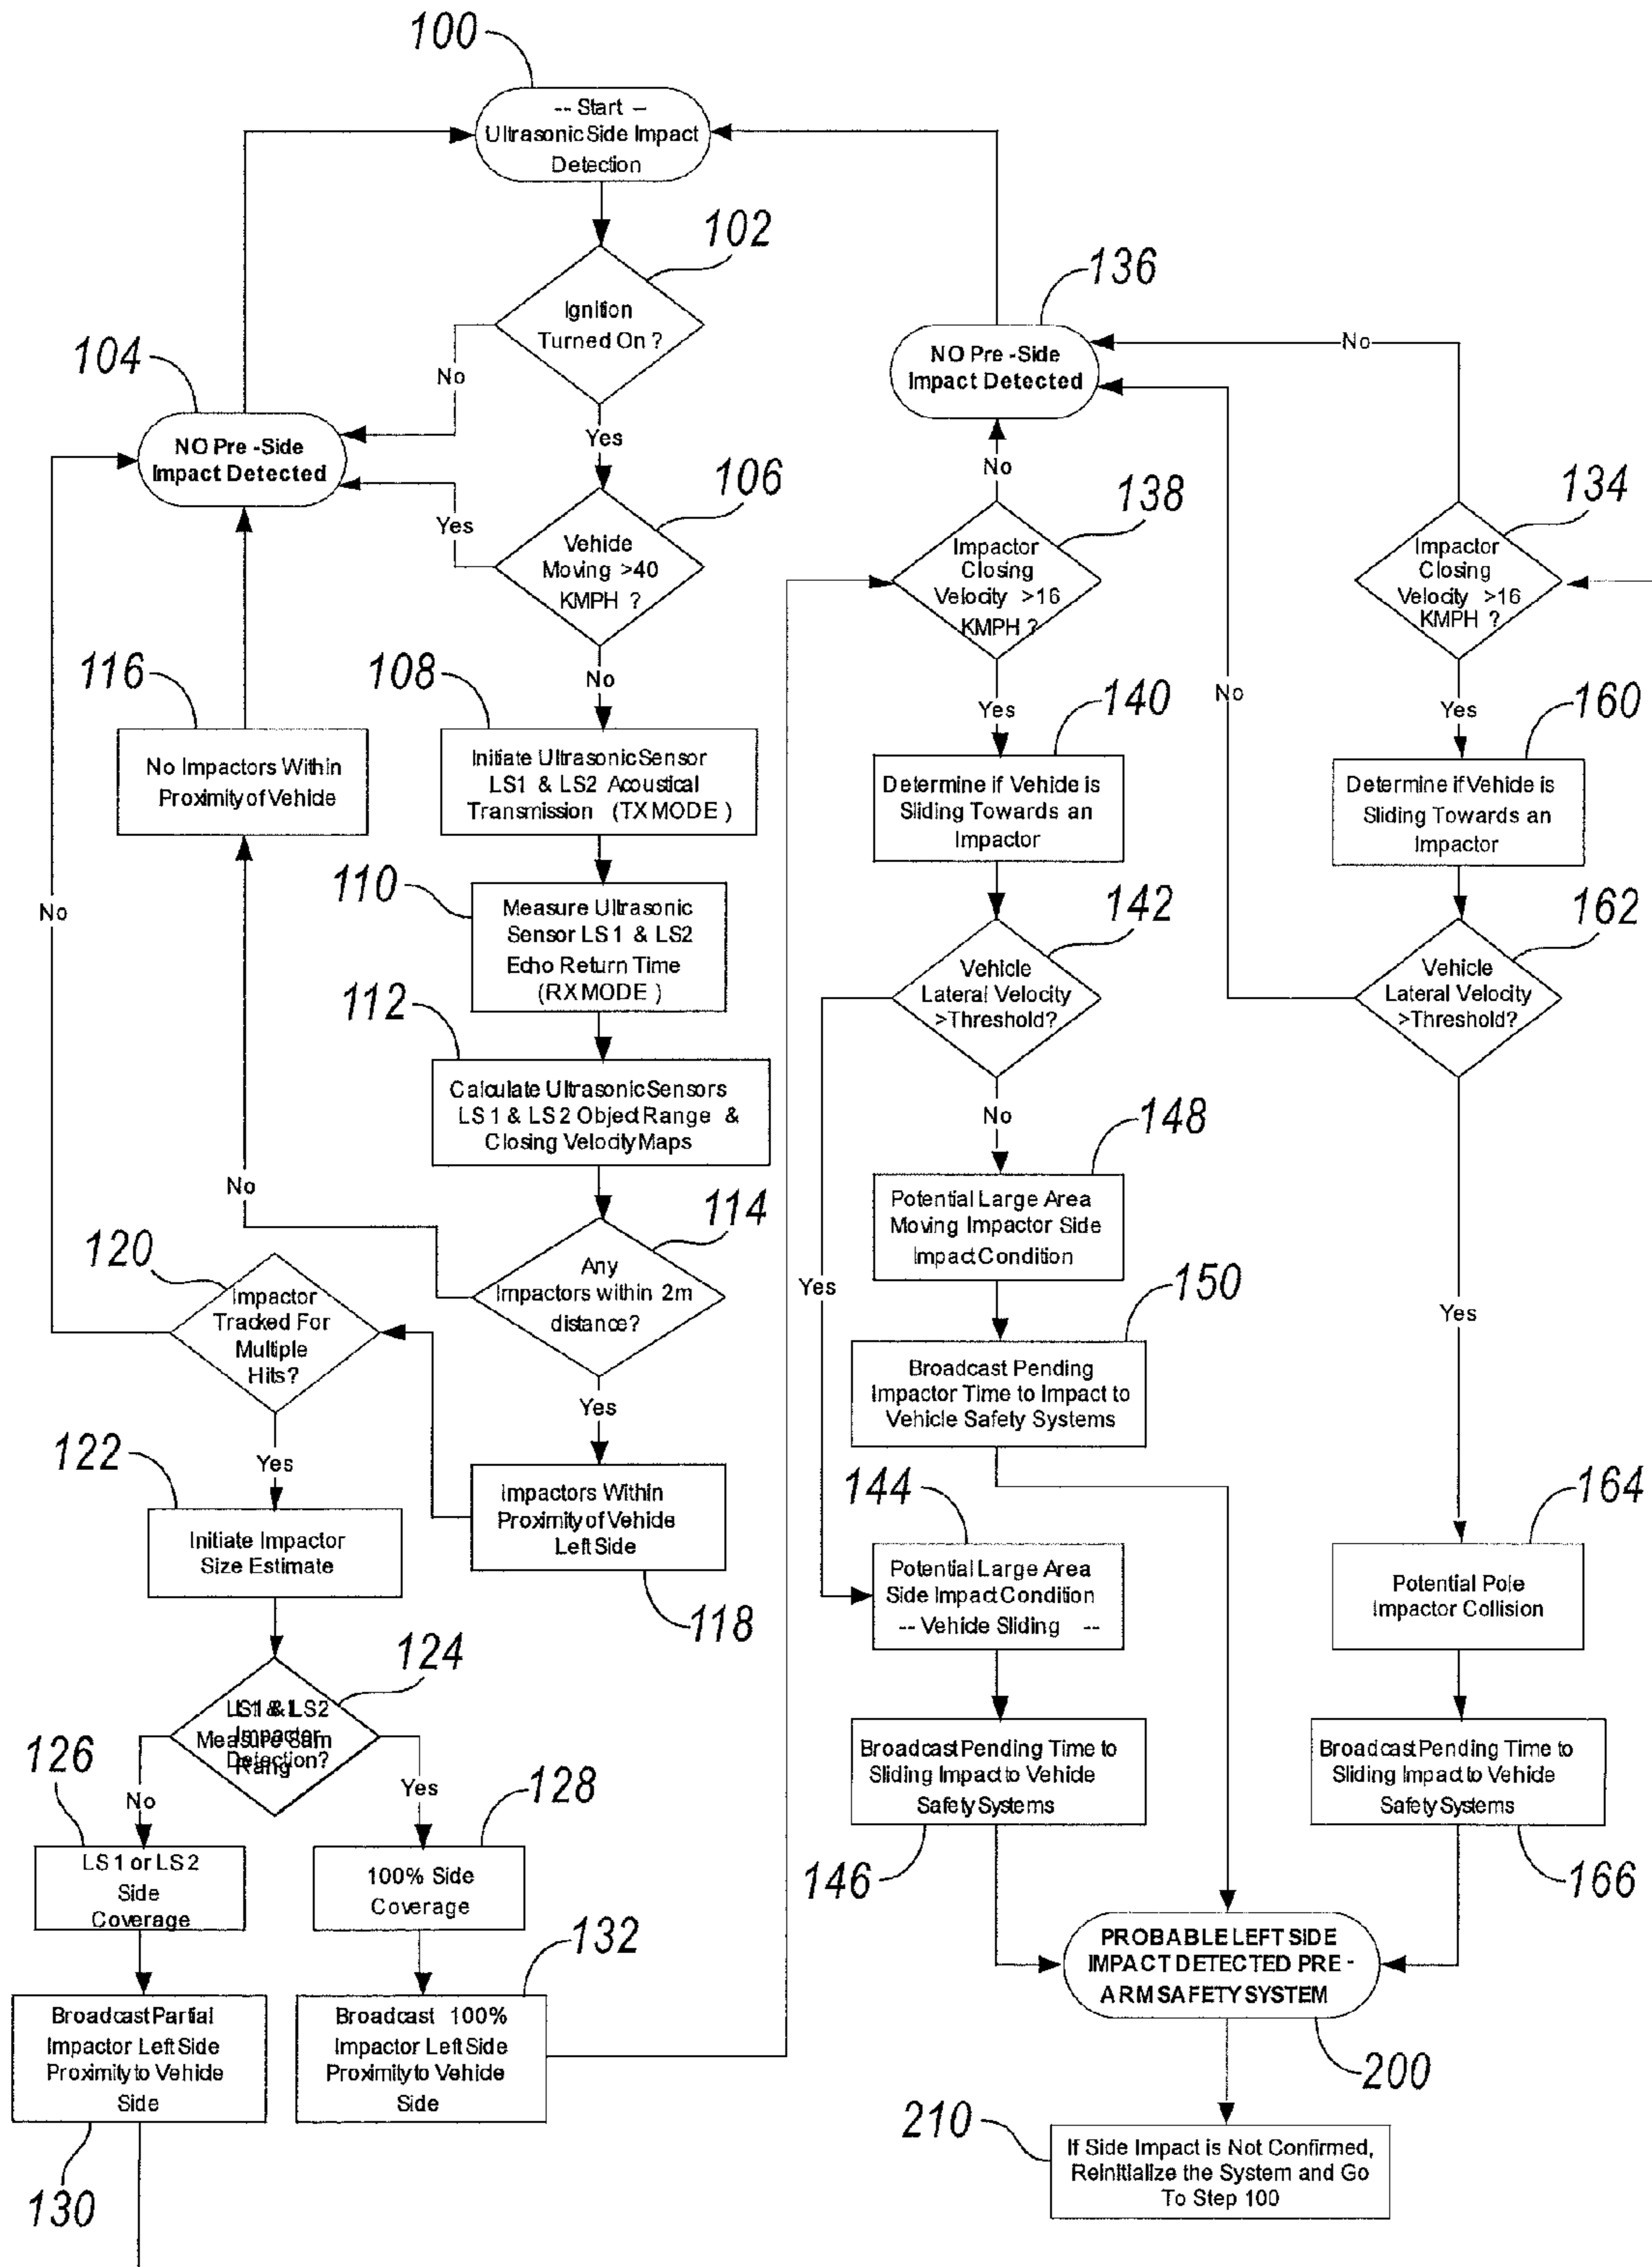 100
-- Start --
Ultrasonic Side Impact
Detection
102
Ignition
Turned On ?
No
Yes
104
NO Pre -Side
Impact Detected
106
Vehicle
Moving >40
KMPH ?
Yes
No
116
No Impactors Within
Proximity of Vehicle
108
Initiate Ultrasonic Sensor
LS1 & LS2 Acoustical
Transmission (TX MODE )
110
Measure Ultrasonic
Sensor LS1 & LS2
Echo Return Time
(RX MODE )
112
Calculate Ultrasonic Sensors
LS1 & LS2 Object Range &
Closing Velocity Maps
No
No
114
Any
Impactors within 2m
distance?
Yes
120
Impactor
Tracked For
Multiple
Hits?
Yes
118
Impactors Within
Proximity of Vehicle
Left Side
122
Initiate Impactor
Size Estimate
124
LS1 & LS2
Impactor
Measure Sam
Detection?
Rang
No
Yes
126
LS1 or LS2
Side
Coverage
128
100% Side
Coverage
130
Broadcast Partial
Impactor Left Side
Proximity to Vehicle
Side
132
Broadcast 100%
Impactor Left Side
Proximity to Vehicle
Side
136
NO Pre -Side
Impact Detected
No
No
No
138
Impactor
Closing
Velocity >16
KMPH ?
Yes
134
Impactor
Closing
Velocity >16
KMPH ?
Yes
140
Determine if Vehicle is
Sliding Towards an
Impactor
160
Determine if Vehicle is
Sliding Towards an
Impactor
142
Vehicle
Lateral Velocity
>Threshold?
No
Yes
162
Vehicle
Lateral Velocity
>Threshold?
Yes
148
Potential Large Area
Moving Impactor Side
Impact Condition
150
Broadcast Pending
Impactor Time to Impact to
Vehicle Safety Systems
144
Potential Large Area
Side Impact Condition
-- Vehicle Sliding --
164
Potential Pole
Impactor Collision
146
Broadcast Pending Time to
Sliding Impact to Vehicle
Safety Systems
166
Broadcast Pending Time to
Sliding Impact to Vehicle
Safety Systems
200
PROBABLE LEFT SIDE
IMPACT DETECTED PRE -
ARM SAFETY SYSTEM
210
If Side Impact is Not Confirmed,
Reinitialize the System and Go
To Step 100